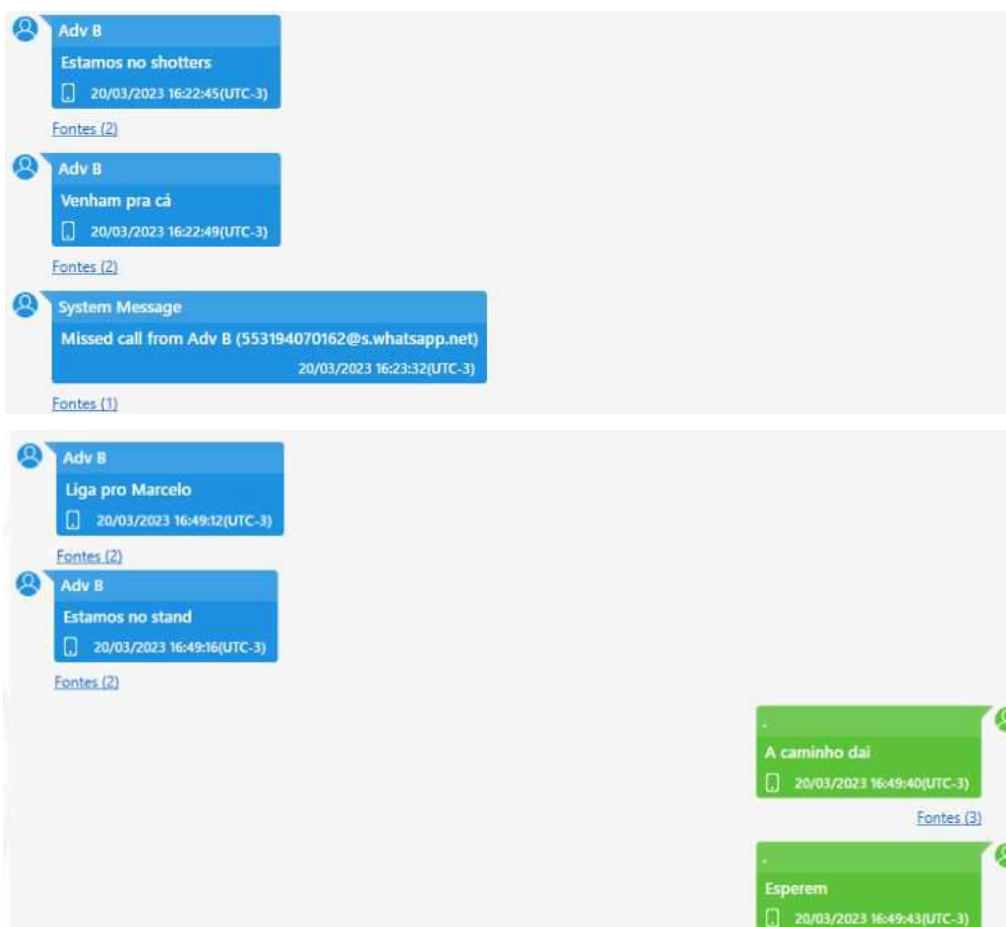 Adv B
Estamos no shotters
20/03/2023 16:22:45(UTC-3)
Fontes (2)
Adv B
Venham pra cá
20/03/2023 16:22:49(UTC-3)
Fontes (2)
System Message
Missed call from Adv B (553194070162@s.whatsapp.net)
20/03/2023 16:23:32(UTC-3)
Fontes (1)
Adv B
Liga pro Marcelo
20/03/2023 16:49:12(UTC-3)
Fontes (2)
Adv B
Estamos no stand
20/03/2023 16:49:16(UTC-3)
Fontes (2)
.
A caminho dai
20/03/2023 16:49:40(UTC-3)
Fontes (3)
.
Esperem
20/03/2023 16:49:43(UTC-3)